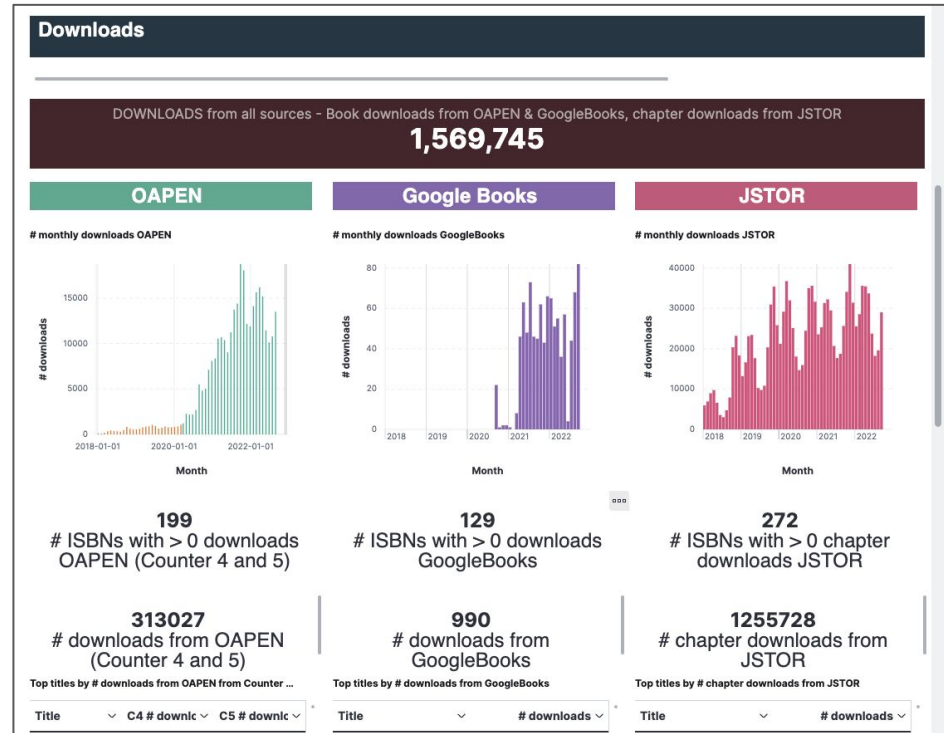 Downloads
DOWNLOADS from all sources - Book downloads from OAPEN & GoogleBooks, chapter downloads from JSTOR
1,569,745
OAPEN
# monthly downloads OAPEN
15000
10000
5000
0
# downloads
2018-01-01 2020-01-01 2022-01-01
Month
199
# ISBNs with > 0 downloads
OAPEN (Counter 4 and 5)
313027
# downloads from OAPEN
(Counter 4 and 5)
Top titles by # downloads from OAPEN from Counter ...
Title C4 # downlc C5 # downlc
Google Books
# monthly downloads GoogleBooks
80
60
40
20
0
# downloads
2018 2019 2020 2021 2022
Month
129
# ISBNs with > 0 downloads
GoogleBooks
990
# downloads from
GoogleBooks
Top titles by # downloads from GoogleBooks
Title # downloads
JSTOR
# monthly downloads JSTOR
40000
30000
20000
10000
0
# downloads
2018 2019 2020 2021 2022
Month
272
# ISBNs with > 0 chapter
downloads JSTOR
1255728
# chapter downloads from
JSTOR
Top titles by # chapter downloads from JSTOR
Title # downloads